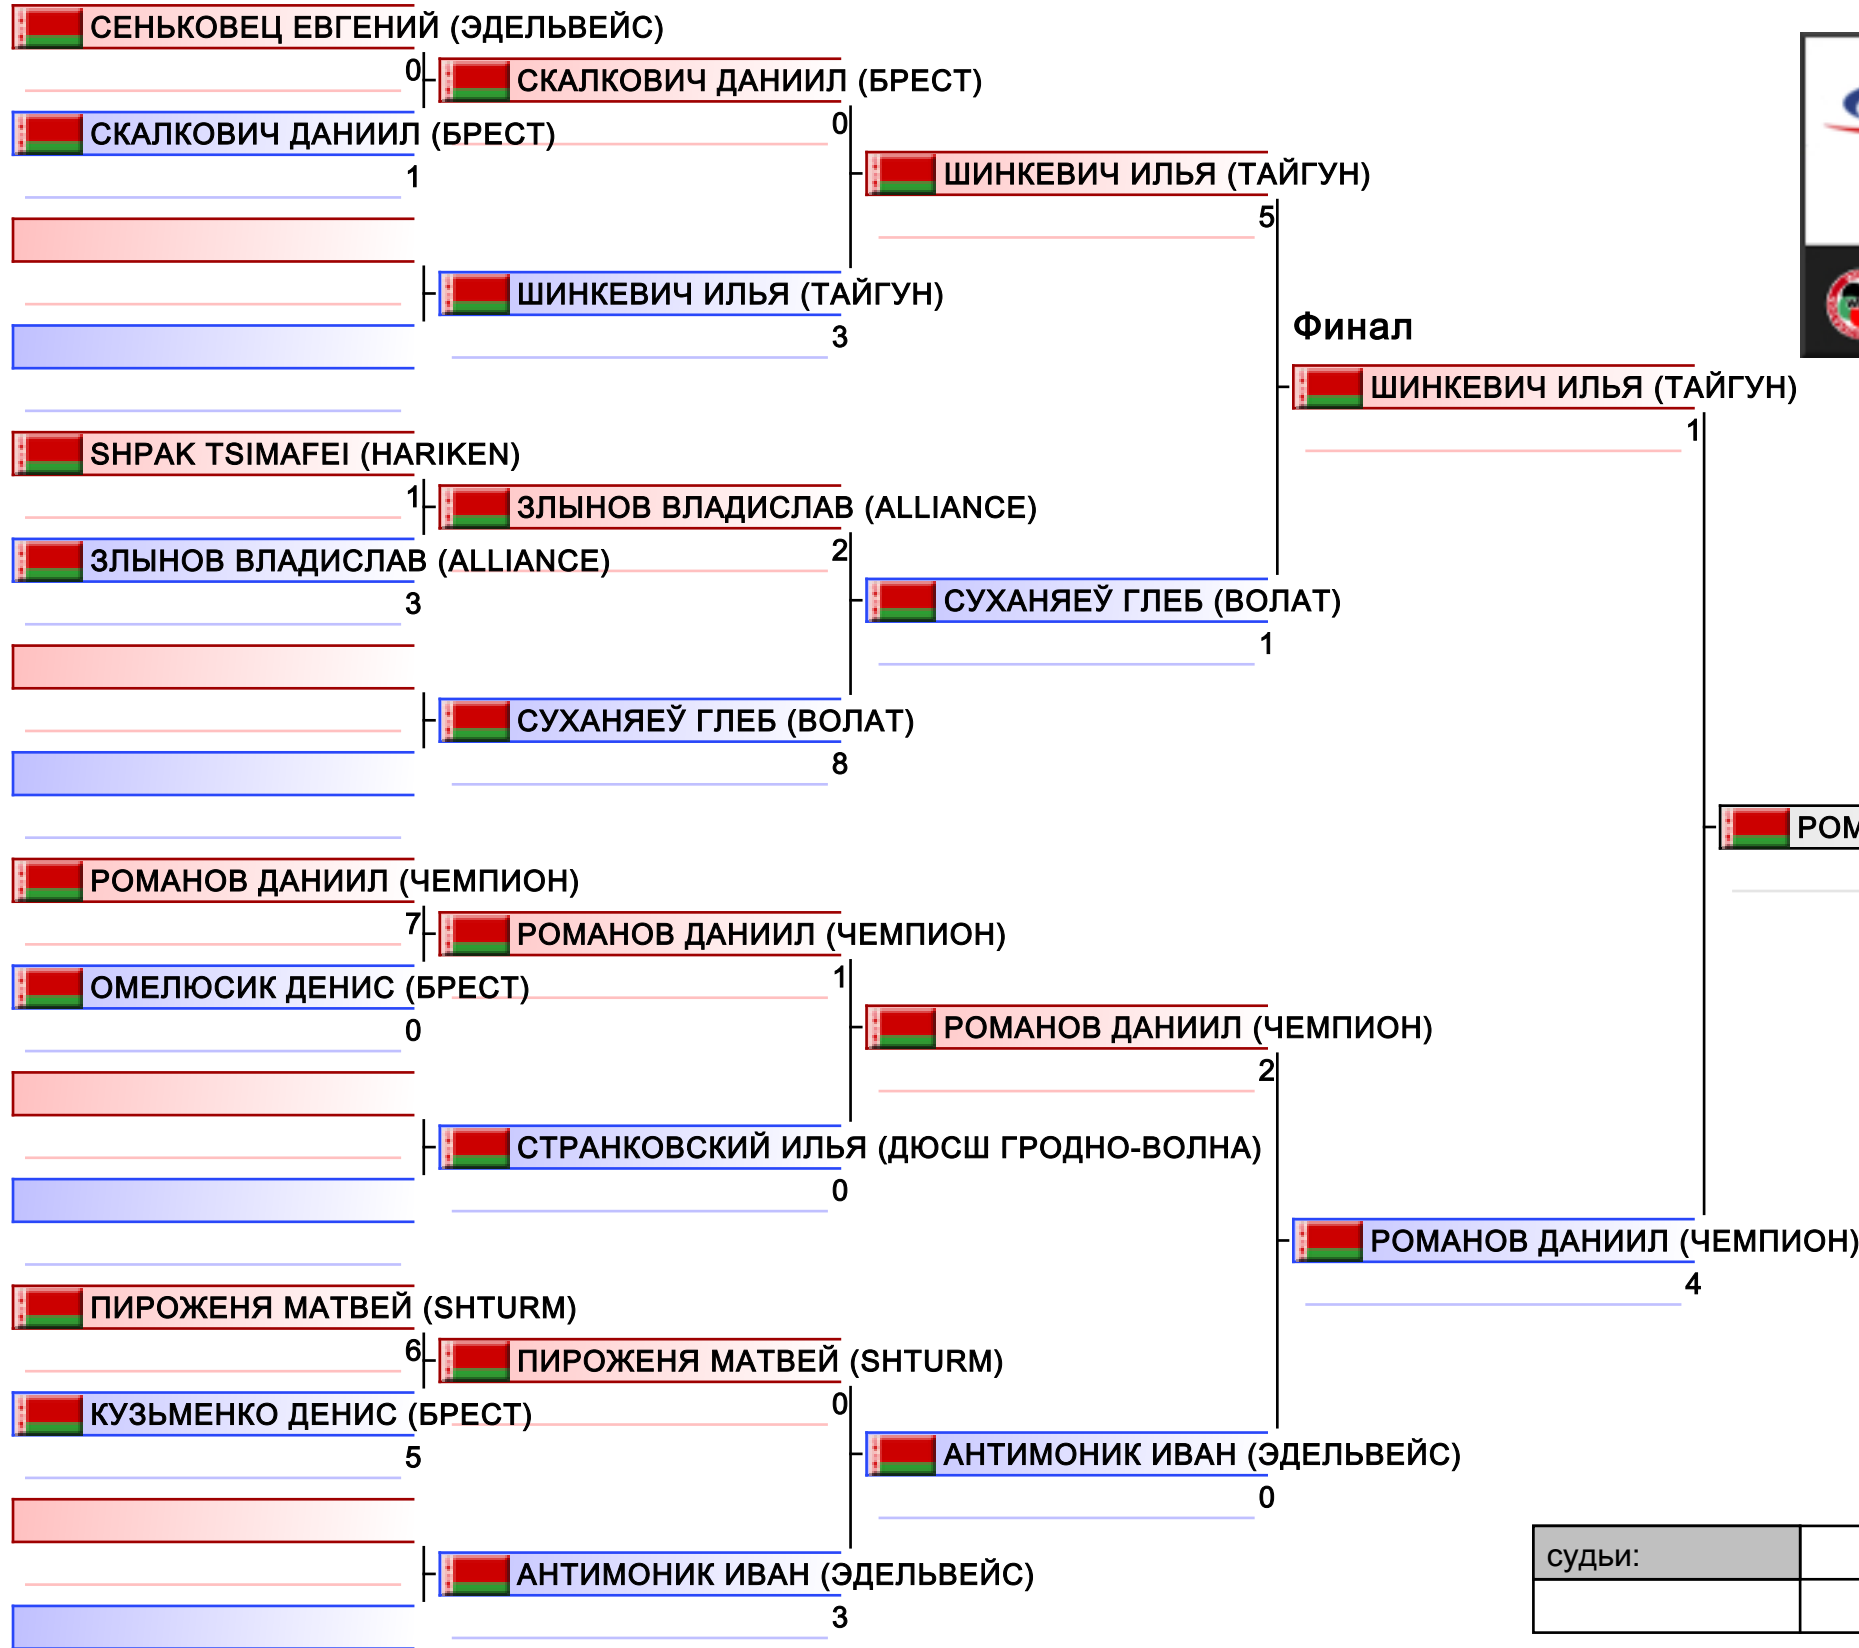 СЕНЬКОВЕЦ ЕВГЕНИЙ (ЭДЕЛЬВЕЙС)
0
СКАЛКОВИЧ ДАНИИЛ (БРЕСТ)
СКАЛКОВИЧ ДАНИИЛ (БРЕСТ)
0
1
ШИНКЕВИЧ ИЛЬЯ (ТАЙГУН)
5
ШИНКЕВИЧ ИЛЬЯ (ТАЙГУН)
3
Финал
ШИНКЕВИЧ ИЛЬЯ (ТАЙГУН)
1
SHPAK TSIMAFEI (HARIKEN)
1
ЗЛЫНОВ ВЛАДИСЛАВ (ALLIANCE)
2
ЗЛЫНОВ ВЛАДИСЛАВ (ALLIANCE)
3
СУХАНЯЕЎ ГЛЕБ (ВОЛАТ)
1
СУХАНЯЕЎ ГЛЕБ (ВОЛАТ)
8
РОМ
РОМАНОВ ДАНИИЛ (ЧЕМПИОН)
7
РОМАНОВ ДАНИИЛ (ЧЕМПИОН)
1
ОМЕЛЮСИК ДЕНИС (БРЕСТ)
0
РОМАНОВ ДАНИИЛ (ЧЕМПИОН)
2
СТРАНКОВСКИЙ ИЛЬЯ (ДЮСШ ГРОДНО-ВОЛНА)
0
РОМАНОВ ДАНИИЛ (ЧЕМПИОН)
4
ПИРОЖЕНЯ МАТВЕЙ (SHTURM)
6
ПИРОЖЕНЯ МАТВЕЙ (SHTURM)
0
КУЗЬМЕНКО ДЕНИС (БРЕСТ)
5
АНТИМОНИК ИВАН (ЭДЕЛЬВЕЙС)
0
АНТИМОНИК ИВАН (ЭДЕЛЬВЕЙС)
3
судьи: